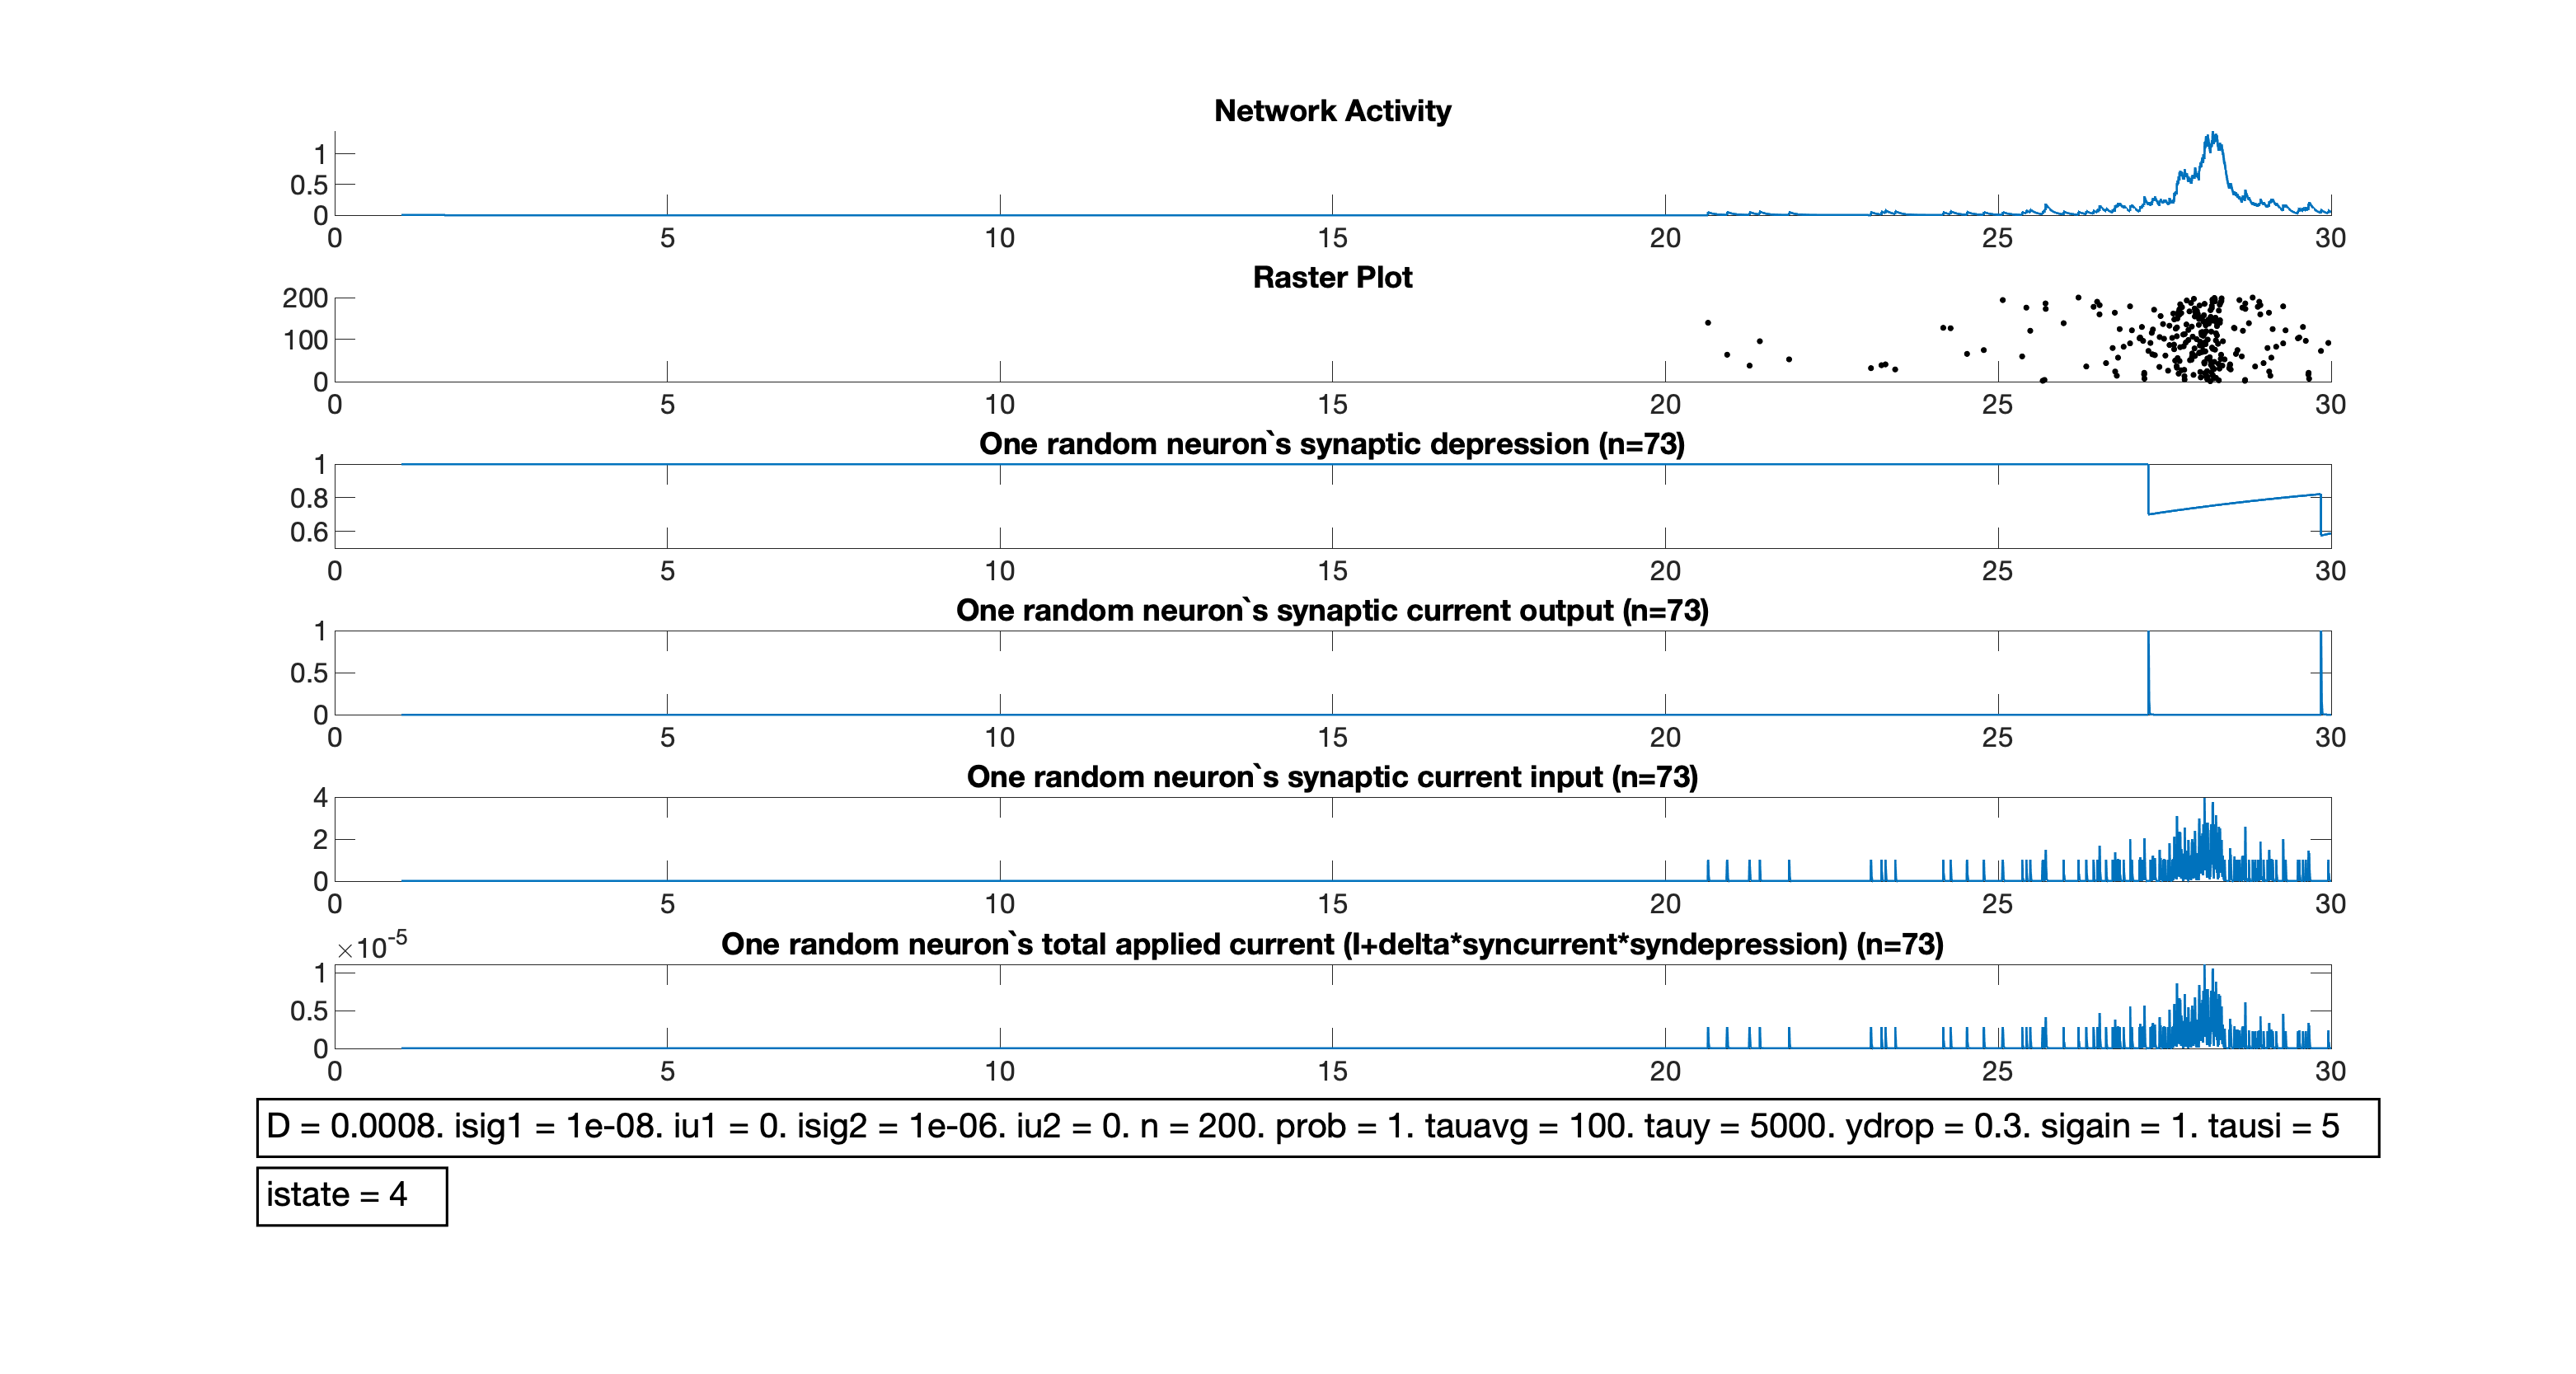 Network Activity
1
0.5
0
0 5 10 15 20 25 30
Raster Plot
200
100
0
0 5 10 15 20 25 30
One random neuron`s synaptic depression (n=73)
1
0.8
0.6
0 5 10 15 20 25 30
One random neuron`s synaptic current output (n=73)
1
0.5
0
0 5 10 15 20 25 30
One random neuron`s synaptic current input (n=73)
4
2
0
0 5 10 15 20 25 30
×10-5
One random neuron`s total applied current (I+delta*syncurrent*syndepression) (n=73)
1
0.5
0
0 5 10 15 20 25 30
D = 0.0008. isig1 = 1e-08. iu1 = 0. isig2 = 1e-06. iu2 = 0. n = 200. prob = 1. tauavg = 100. tauy = 5000. ydrop = 0.3. sigain = 1. tausi = 5
istate = 4